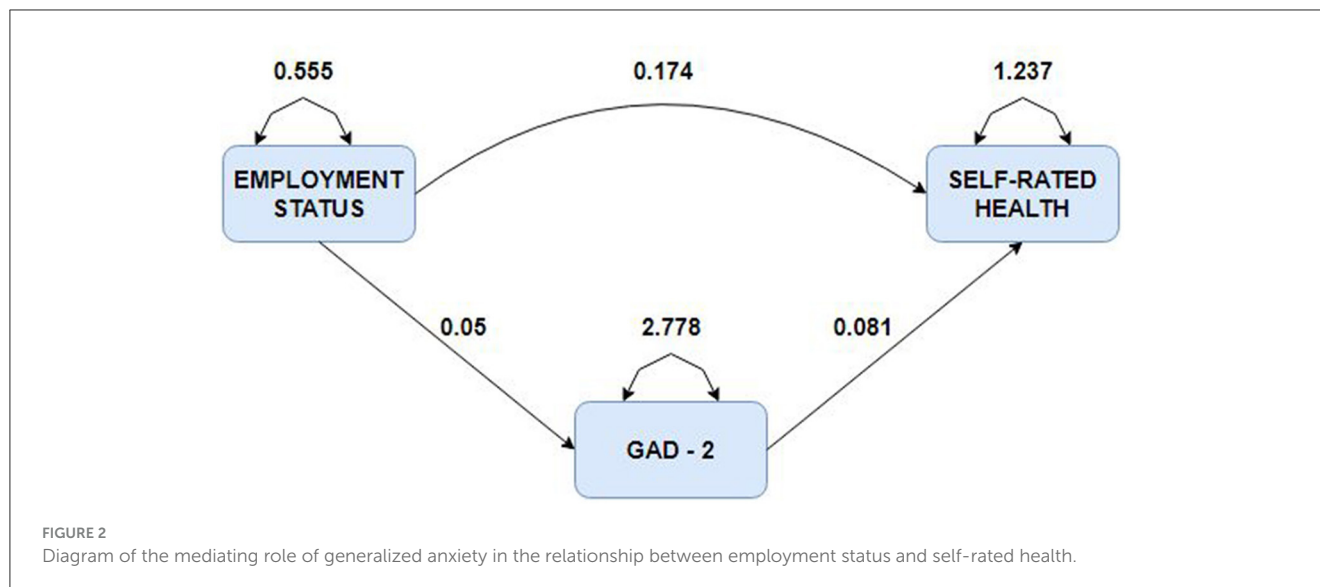 0.555
0.174
1.237
EMPLOYMENT
STATUS
SELF-RATED
HEALTH
0.05
2.778
0.081
GAD - 2
FIGURE 2
Diagram of the mediating role of generalized anxiety in the relationship between employment status and self-rated health.